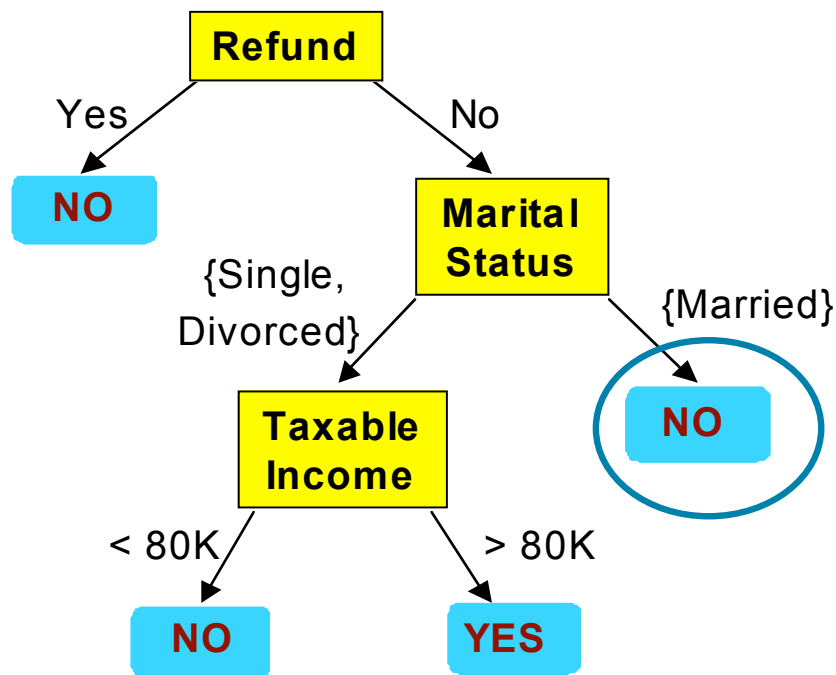 Refund
Yes
No
NO
Marital
Status
{Single,
Divorced}
{Married}
NO
Taxable
Income
< 80K
> 80K
NO
YES